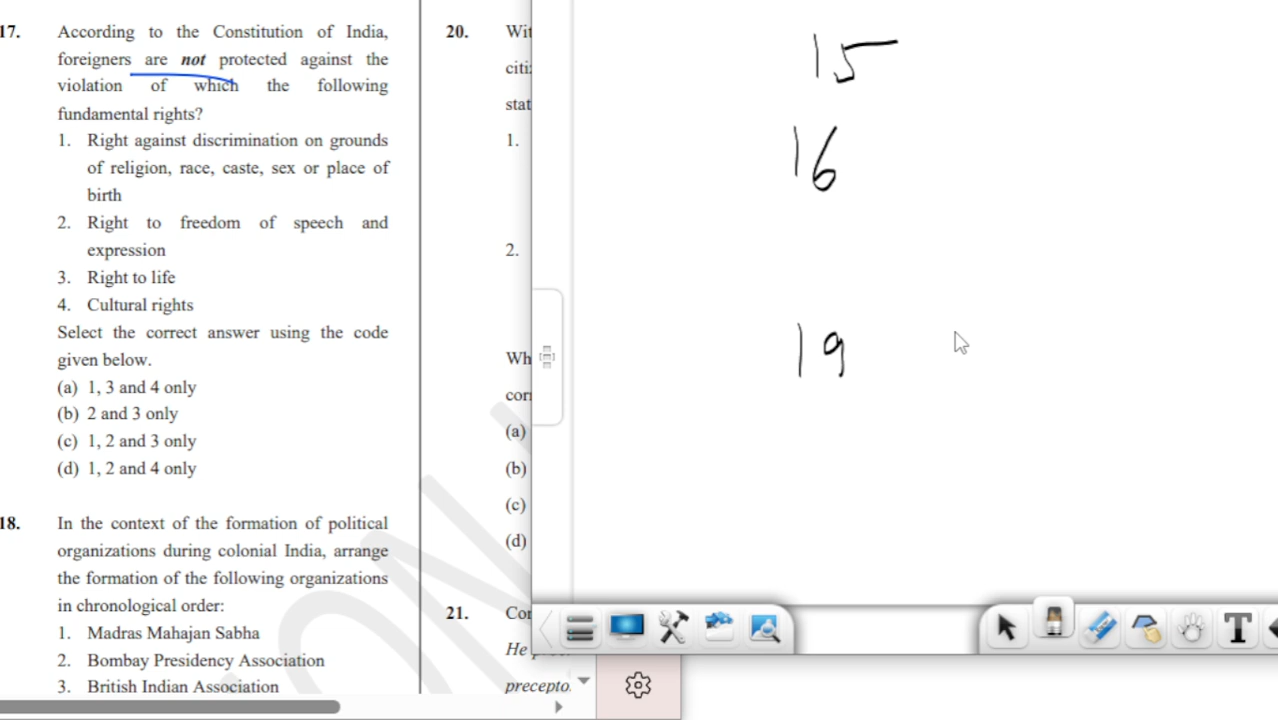 17. According to the Constitution of India,
foreigners are not protected against the
violation of which the following
fundamental rights?
1. Right against discrimination on grounds
of religion, race, caste, sex or place of
birth
2. Right to freedom of speech and
expression
3. Right to life
4. Cultural rights
Select the correct answer using the code
given below.
(a) 1, 3 and 4 only
(b) 2 and 3 only
(c) 1, 2 and 3 only
(d) 1, 2 and 4 only
18. In the context of the formation of political
organizations during colonial India, arrange
the formation of the following organizations
in chronological order:
1. Madras Mahajan Sabha
2. Bombay Presidency Association
3. British Indian Association
20.
1.
2.
(a)
(b)
(c)
(d)
21.
He
15
16
19
T